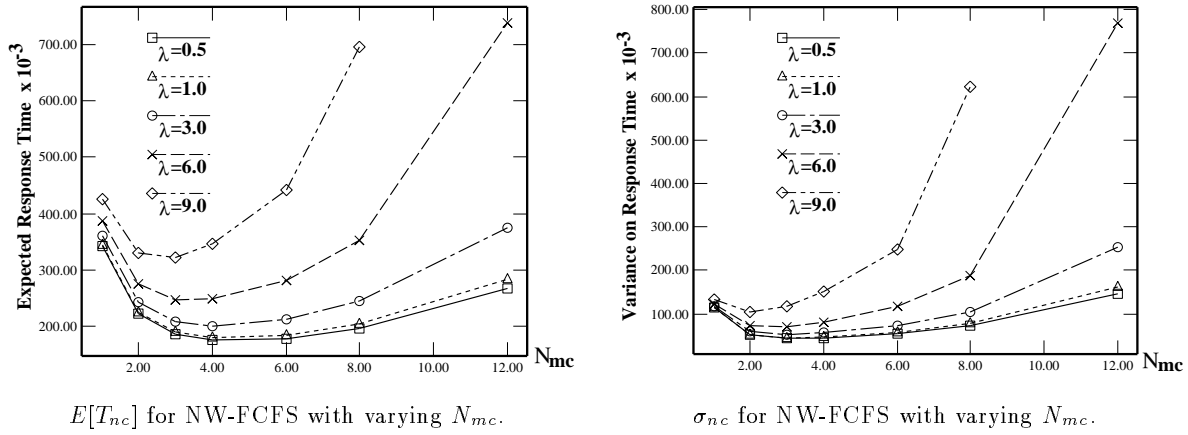 Expected Response Time x 10-3
700.00
600.00
500.00
400.00
300.00
200.00
λ=0.5
λ=1.0
λ=3.0
λ=6.0
λ=9.0
2.00 4.00 6.00 8.00 10.00 12.00 Nmc
E[Tnc] for NW-FCFS with varying Nmc.
Variance on Response Time x 10-3
800.00
700.00
600.00
500.00
400.00
300.00
200.00
100.00
λ=0.5
λ=1.0
λ=3.0
λ=6.0
λ=9.0
2.00 4.00 6.00 8.00 10.00 12.00 Nmc
σnc for NW-FCFS with varying Nmc.